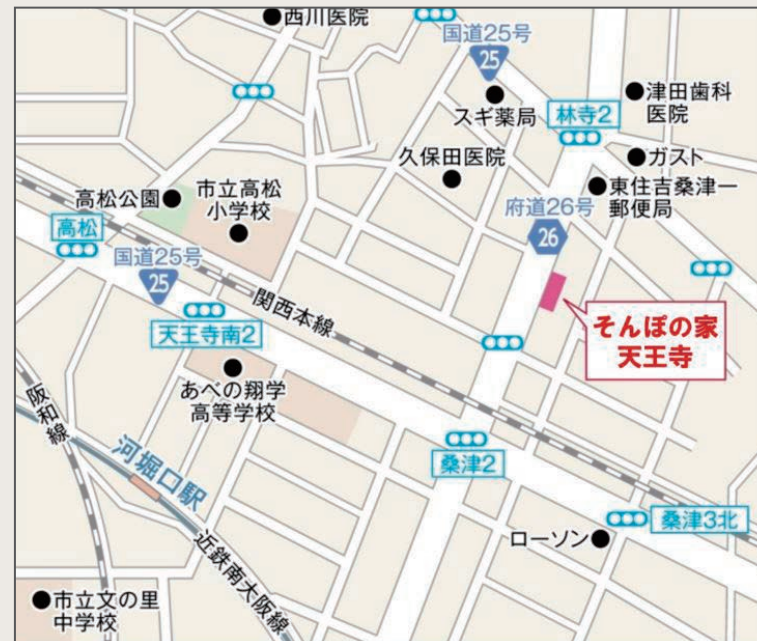 西川医院
国道25号
25
スギ薬局
津田歯科
医院
林寺2
久保田医院
ガスト
東住吉桑津一
郵便局
高松公園
市立高松
小学校
高松
府道26号
26
国道25号
25
関西本線
そんぽの家
天王寺
天王寺南2
あべの翔学
高等学校
阪和線
河堀口駅
桑津2
桑津3北
ローソン
近鉄南大阪線
市立文の里
中学校